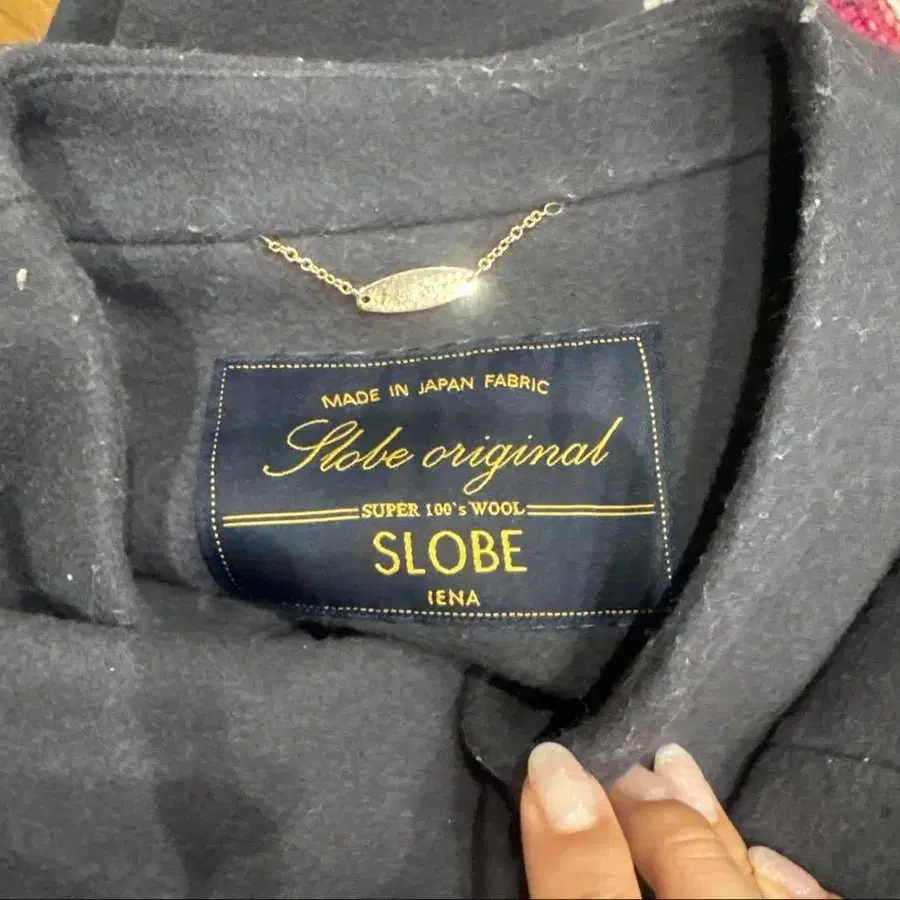 MADE IN JAPAN FABRIC
Slobe original
SUPER 100's WOOL
SLOBE
IENA